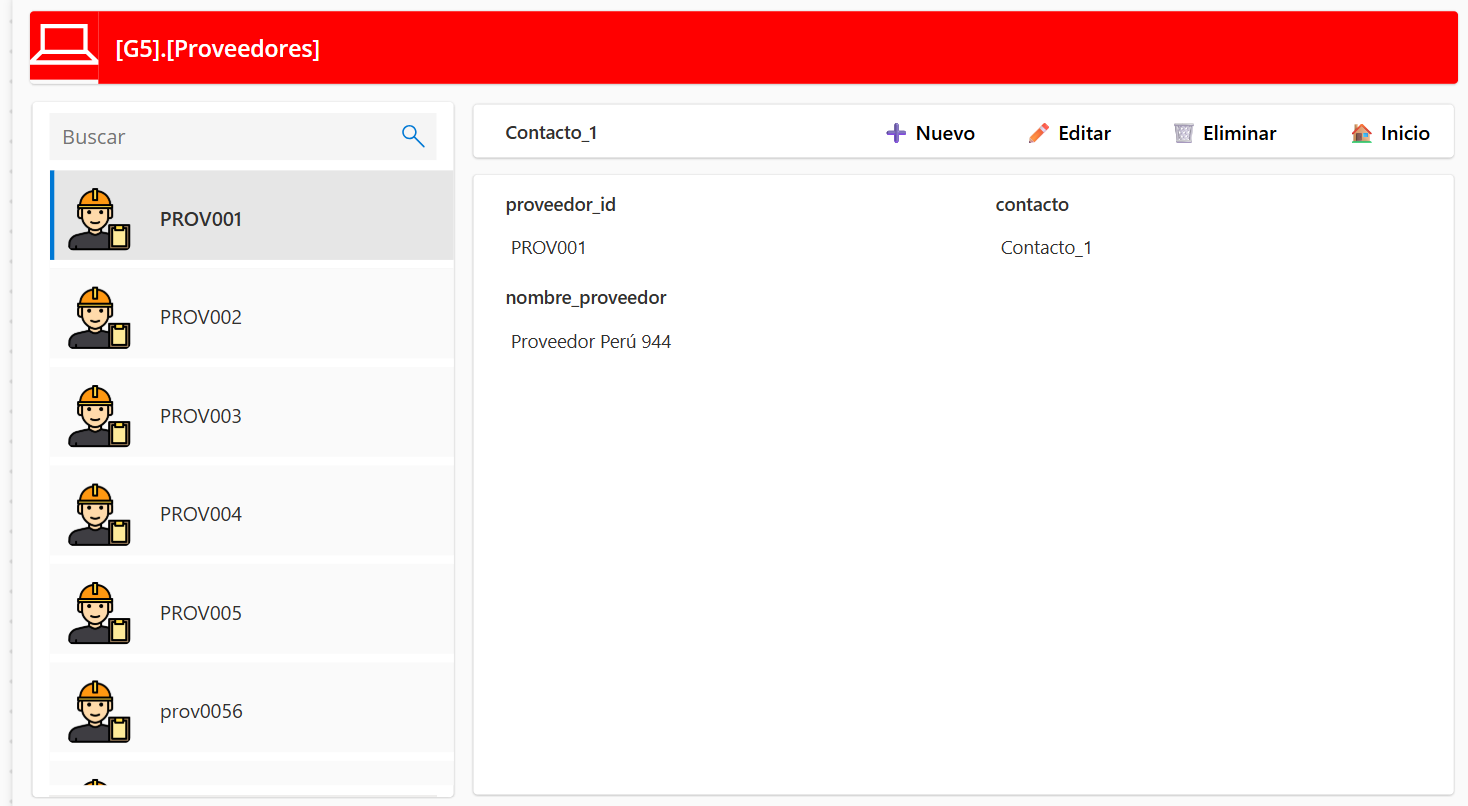 [G5].[Proveedores]
Buscar
PROV001
PROV002
PROV003
PROV004
PROV005
prov0056
Contacto_1
Nuevo
Editar
Eliminar
Inicio
proveedor_id
PROV001
contacto
Contacto_1
nombre_proveedor
Proveedor Perú 944